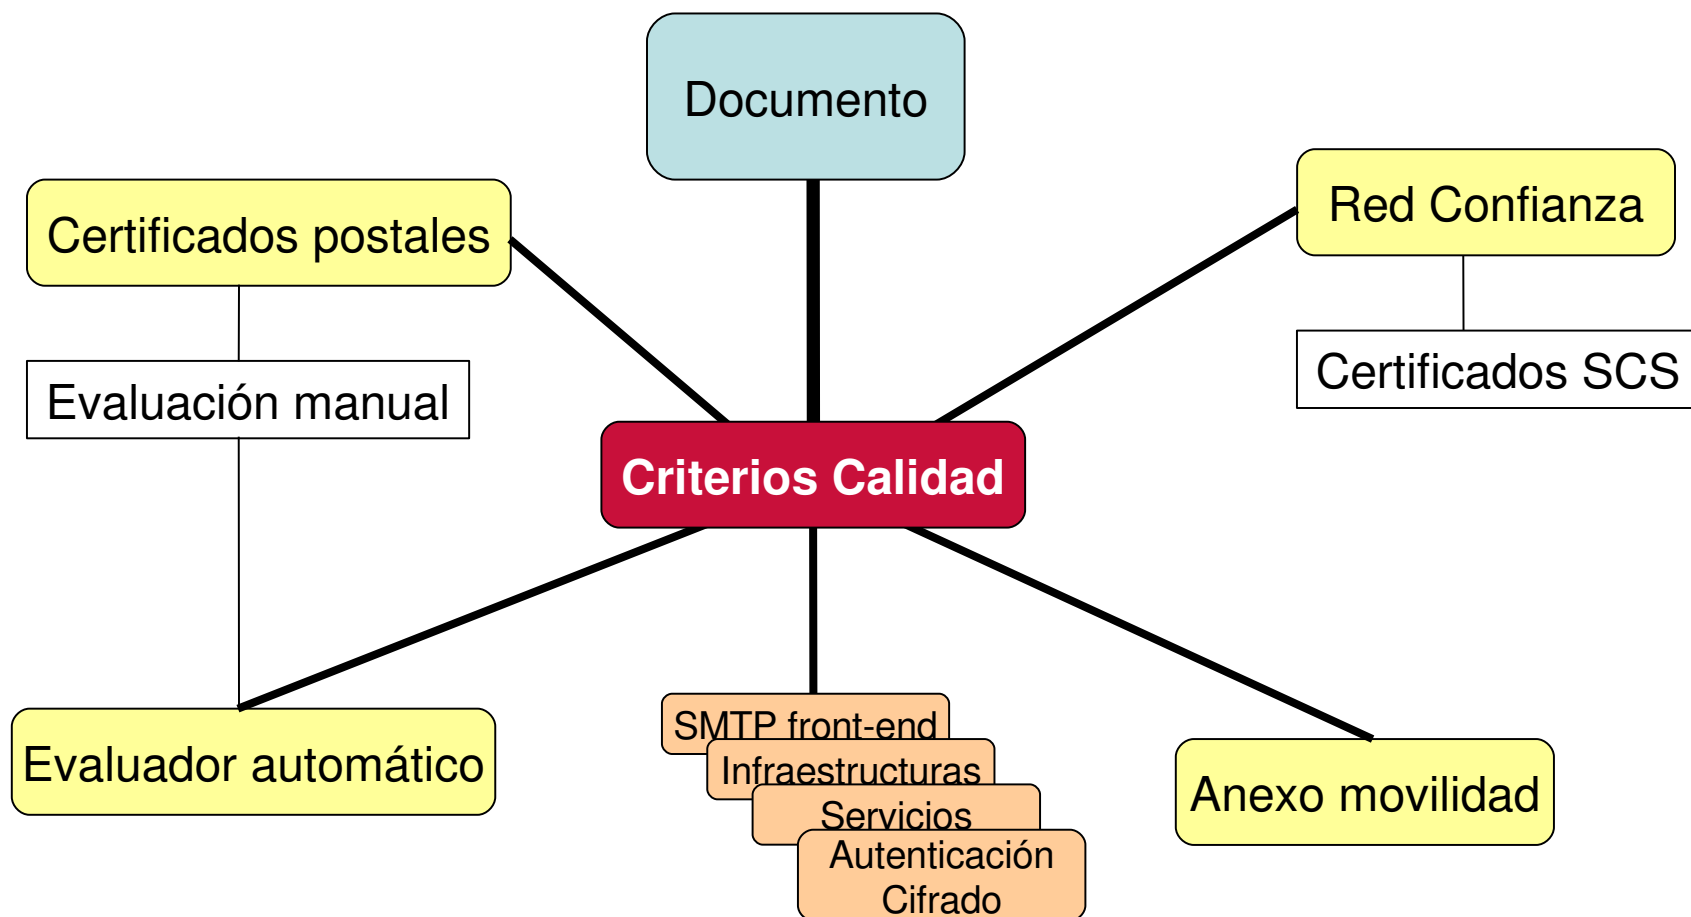 Documento
Certificados postales
Red Confianza
Evaluación manual
Certificados SCS
Criterios Calidad
Evaluador automático
SMTP front-end
Infraestructuras
Servicios
Autenticación
Cifrado
Anexo movilidad